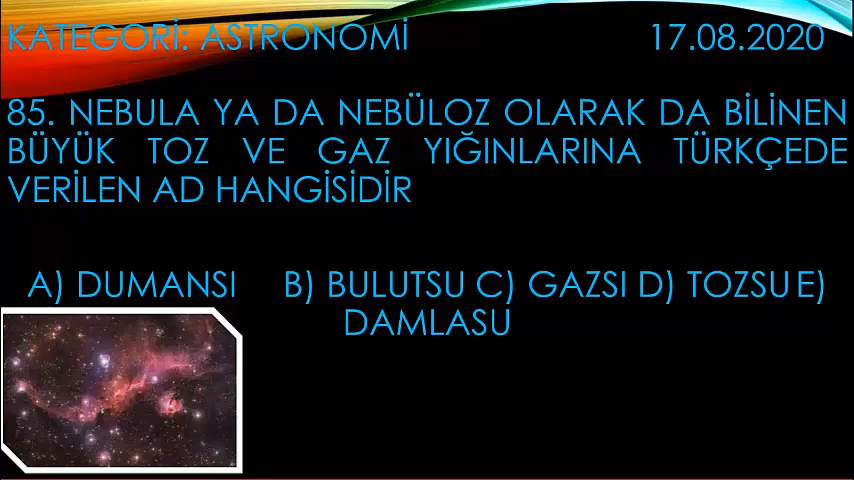 KATEGORİ: ASTRONOMİ 17.08.2020
85. NEBULA YA DA NEBÜLOZ OLARAK DA BİLİNEN
BÜYÜK TOZ VE GAZ YIĞINLARINA TÜRKÇEDE
VERİLEN AD HANGİSİDİR
A) DUMANSI B) BULUTSU C) GAZSI D) TOZSU E)
DAMLASU